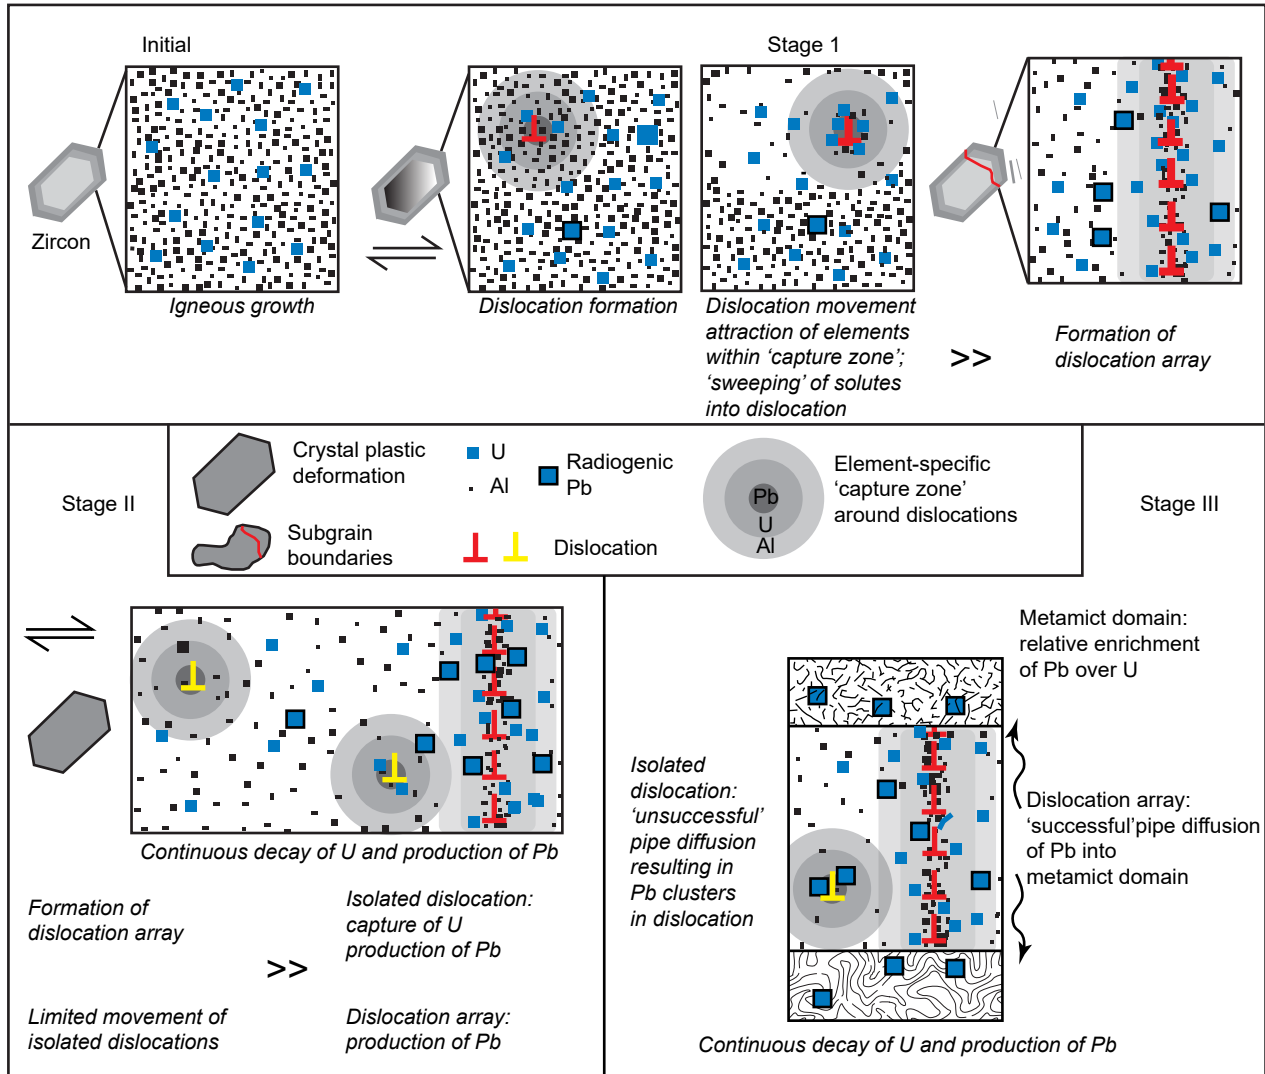 Initial
Stage 1
Zircon
Igneous growth
Dislocation formation
Dislocation movement
attraction of elements
within ‘capture zone’;
‘sweeping’ of solutes
into dislocation
>>
Formation of
dislocation array
Stage II
Crystal plastic
deformation
Subgrain
boundaries
U
Al
Radiogenic
Pb
Dislocation
Pb
U
Al
Element-specific
‘capture zone’
around dislocations
Stage III
Continuous decay of U and production of Pb
Formation of
dislocation array
>>
Isolated dislocation:
capture of U
production of Pb
Limited movement of
isolated dislocations
Dislocation array:
production of Pb
Metamict domain:
relative enrichment
of Pb over U
Isolated
dislocation:
‘unsuccessful’
pipe diffusion
resulting in
Pb clusters
in dislocation
Dislocation array:
‘successful’pipe diffusion
of Pb into
metamict domain
Continuous decay of U and production of Pb